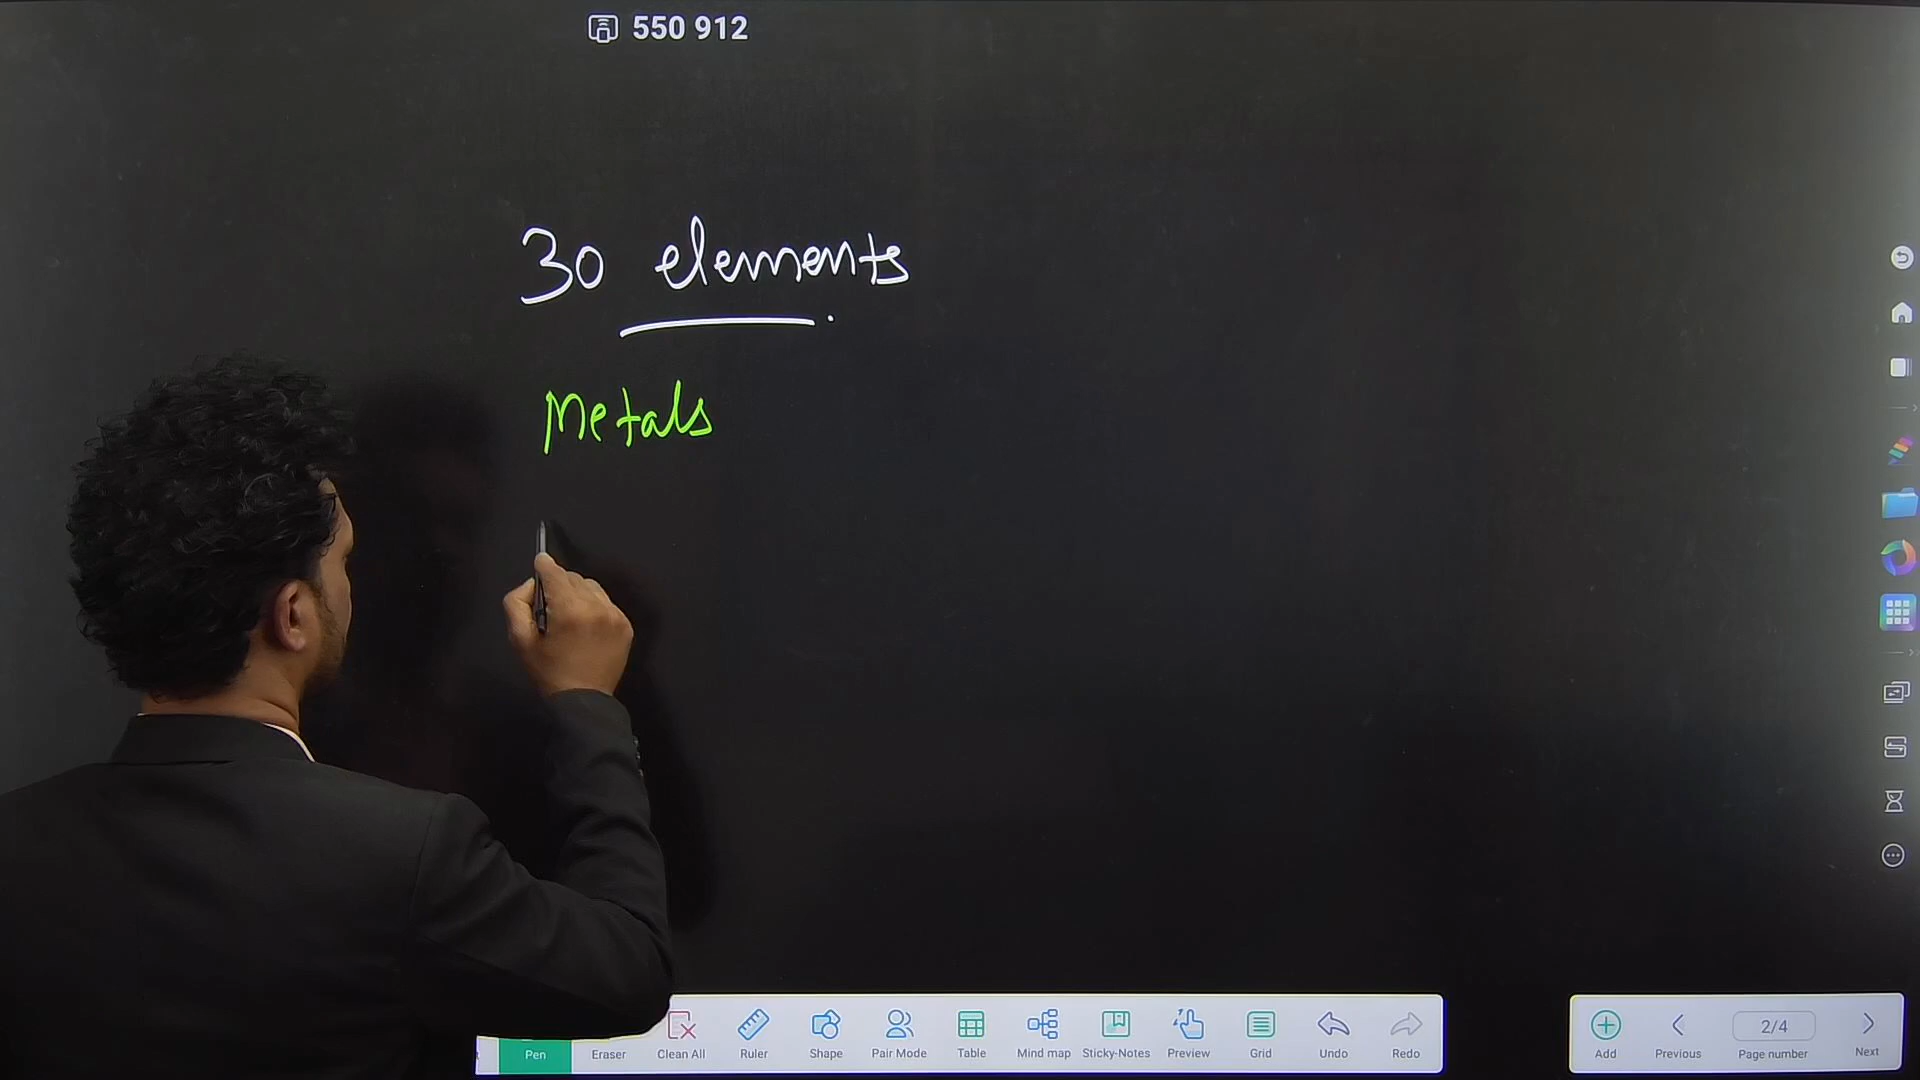 550 912
30 elements
Metals
Pen
Eraser
Clean All
Ruler
Shape
Pair Mode
Table
Mind map
Sticky-Notes
Preview
Grid
Undo
Redo
Add
Previous
2/4
Page number
Next